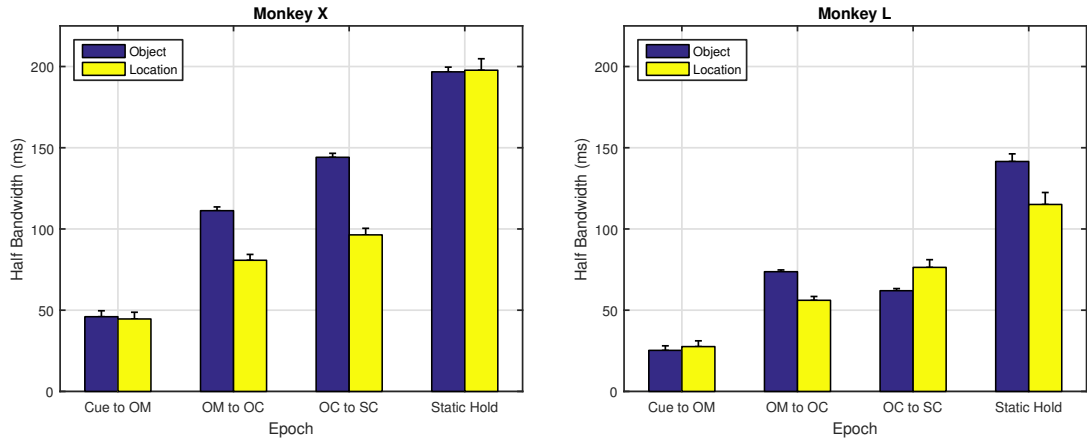 Monkey X
Object
Location
200
150
100
50
0
Half Bandwidth (ms)
Cue to OM OM to OC OC to SC Static Hold
Epoch
Monkey L
Object
Location
200
150
100
50
0
Half Bandwidth (ms)
Cue to OM OM to OC OC to SC Static Hold
Epoch